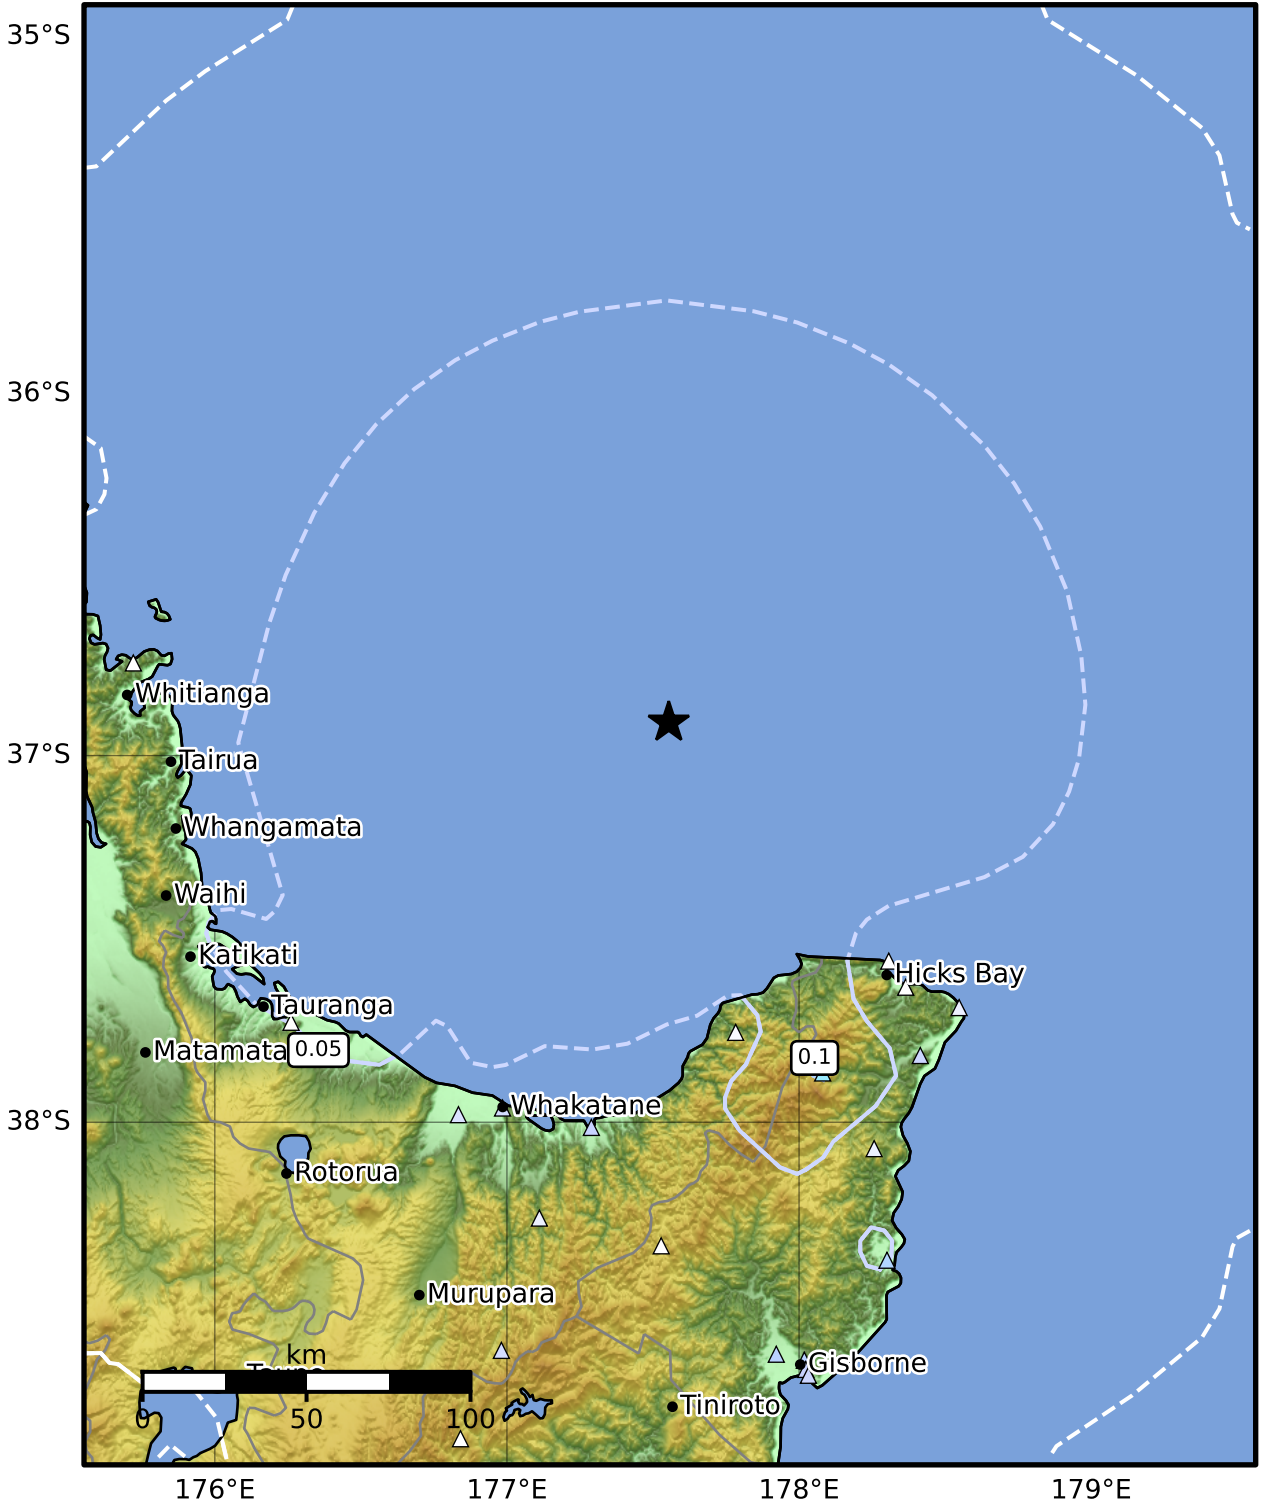 35°S
36°S
Whitianga
37°S
Tairua
Whangamata
Waihi
Katikati
Hicks Bay
Tauranga
Matamata
0.05
0.1
Whakatane
38°S
Rotorua
Murupara
km
Gisborne
Tiniroto
0 50 100
176°E 177°E 178°E 179°E